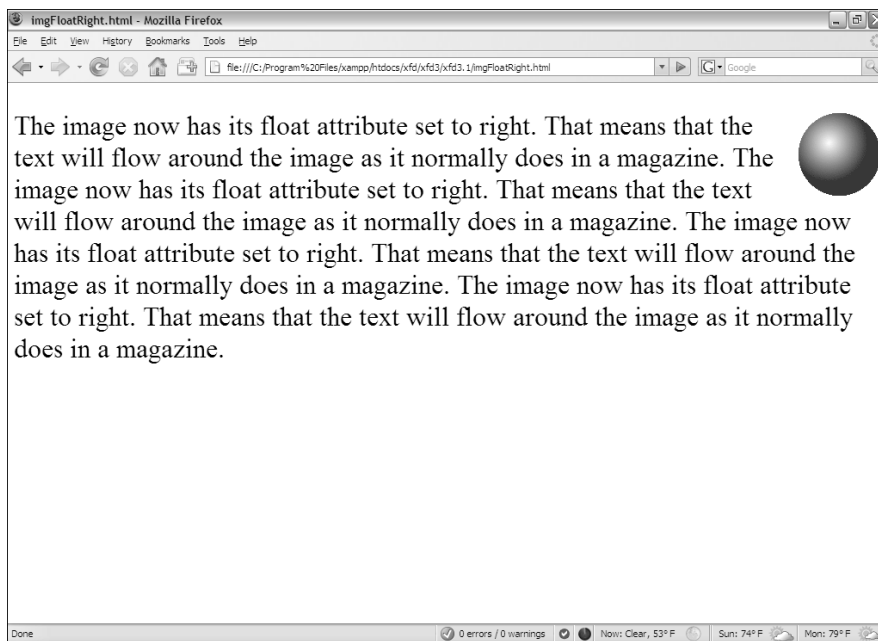 imgFloatRight.html - Mozilla Firefox
File Edit View History Bookmarks Tools Help
file:///C:/Program%20Files/xampp/htdocs/xfd/xfd3/xfd3.1/imgFloatRight.html G Google
The image now has its float attribute set to right. That means that the
text will flow around the image as it normally does in a magazine. The
image now has its float attribute set to right. That means that the text
will flow around the image as it normally does in a magazine. The image now
has its float attribute set to right. That means that the text will flow around the
image as it normally does in a magazine. The image now has its float attribute
set to right. That means that the text will flow around the image as it normally
does in a magazine.
Done 0 errors / 0 warnings Now: Clear, 53° F Sun: 74° F Mon: 79° F